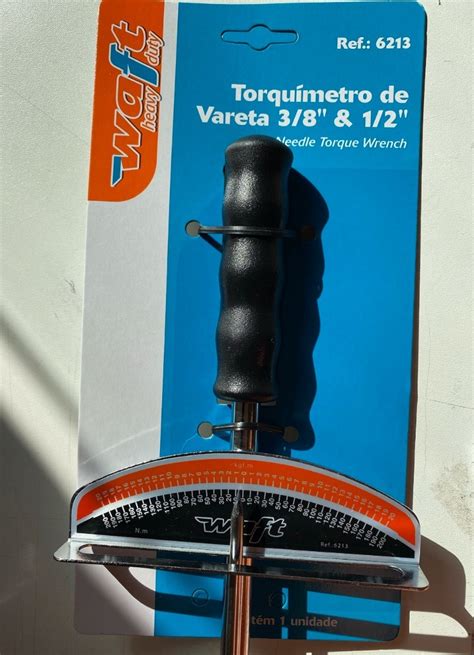 waft
heavy duty
Ref.: 6213
Torquímetro de
Vareta 3/8" & 1/2"
Needle Torque Wrench
kgf.m
waft
N.m
Ref.:6213
tém 1 unidade